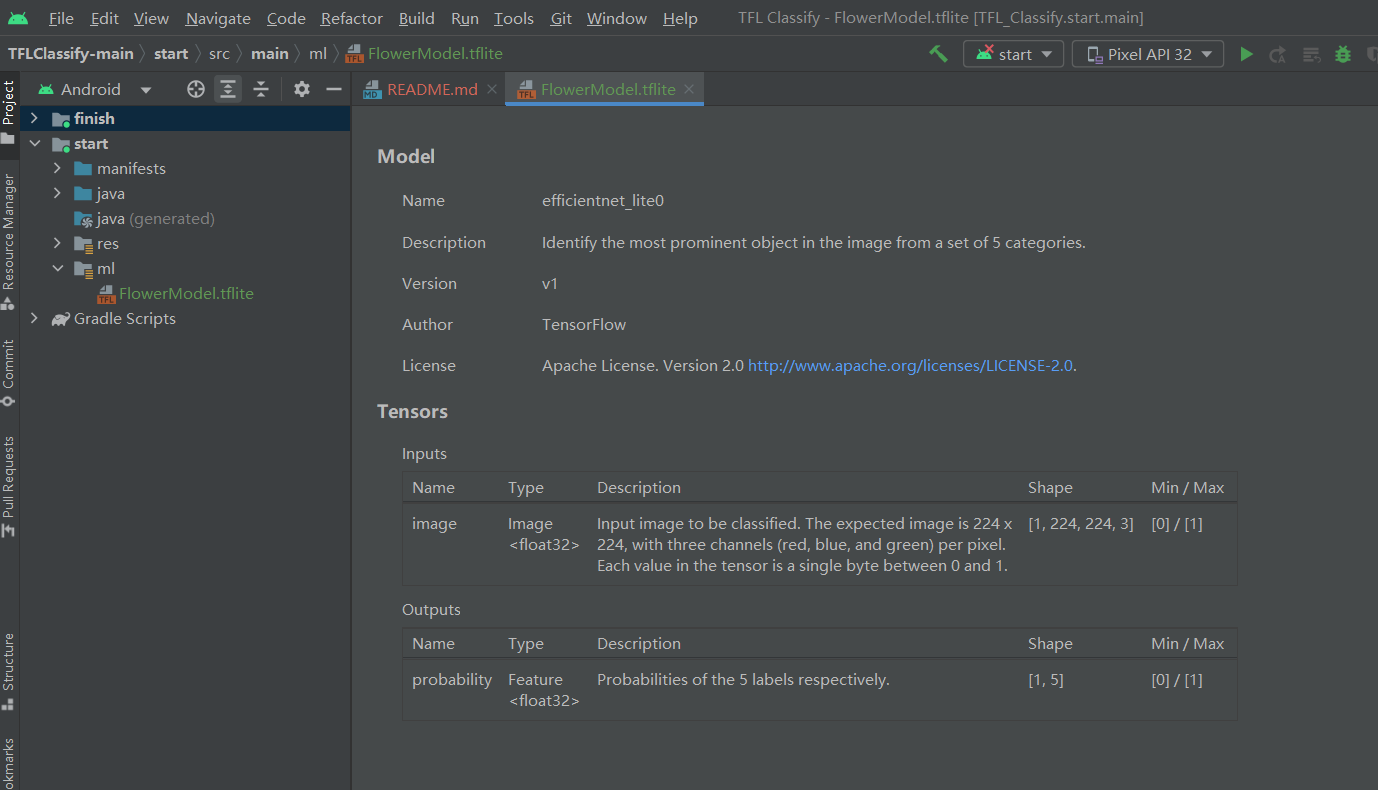 File Edit View Navigate Code Refactor Build Run Tools Git Window Help TFL Classify - FlowerModel.tflite [TFL_Classify.start.main]
TFLClassify-main start src main ml FlowerModel.tflite start Pixel API 32
Project
Resource Manager
Commit
Pull Requests
Structure
Android
finish
start
manifests
java
java (generated)
res
ml
FlowerModel.tflite
Gradle Scripts
README.md FlowerModel.tflite
Model
Name efficientnet_lite0
Description Identify the most prominent object in the image from a set of 5 categories.
Version v1
Author TensorFlow
License Apache License. Version 2.0 http://www.apache.org/licenses/LICENSE-2.0.
Tensors
Inputs
Name Type Description Shape Min / Max
image Image Input image to be classified. The expected image is 224 x [1, 224, 224, 3] [0] / [1]
<float32> 224, with three channels (red, blue, and green) per pixel.
Each value in the tensor is a single byte between 0 and 1.
Outputs
Name Type Description Shape Min / Max
probability Feature Probabilities of the 5 labels respectively. [1, 5] [0] / [1]
<float32>